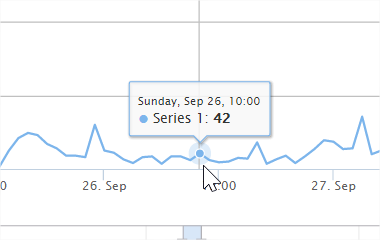 Sunday, Sep 26, 10:00
Series 1: 42
0 26. Sep :00 27. Sep